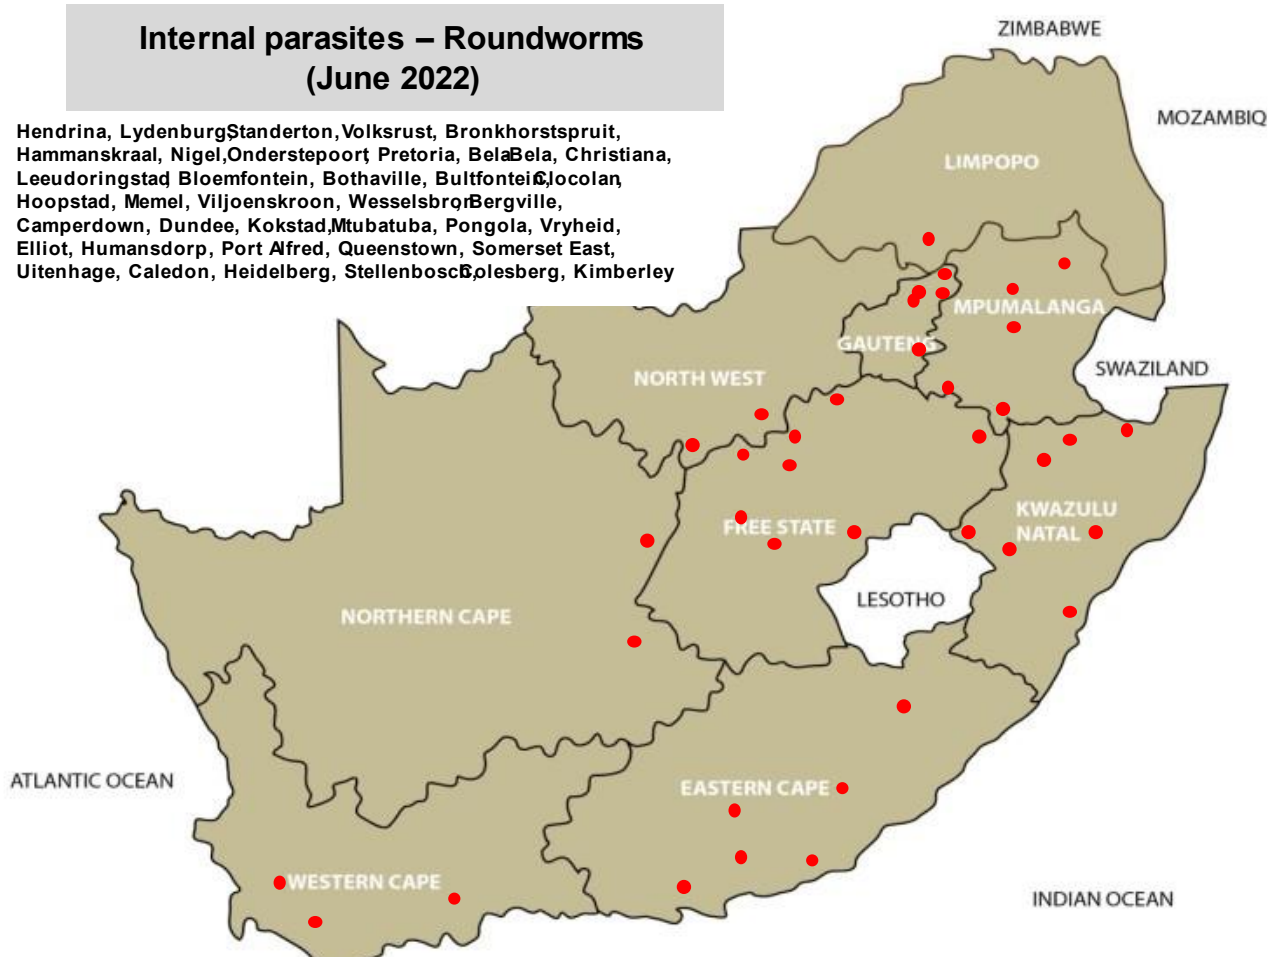 Internal parasites – Roundworms
(June 2022)
Hendrina, Lydenburg, Standerton, Volksrust, Bronkhorstspruit,
Hammanskraal, Nigel, Onderstepoort, Pretoria, Bela Bela, Christiana,
Leeudoringstad, Bloemfontein, Bothaville, Bultfontein, Clocolan,
Hoopstad, Memel, Viljoenskroon, Wesselsbron, Bergville,
Camperdown, Dundee, Kokstad, Mtubatuba, Pongola, Vryheid,
Elliot, Humansdorp, Port Alfred, Queenstown, Somerset East,
Uitenhage, Caledon, Heidelberg, Stellenbosch, Colesberg, Kimberley
ZIMBABWE
MOZAMBIQ
LIMPOPO
MPUMALANGA
GAUTENG
SWAZILAND
NORTH WEST
KWAZULU
NATAL
FREE STATE
LESOTHO
NORTHERN CAPE
ATLANTIC OCEAN
EASTERN CAPE
WESTERN CAPE
INDIAN OCEAN